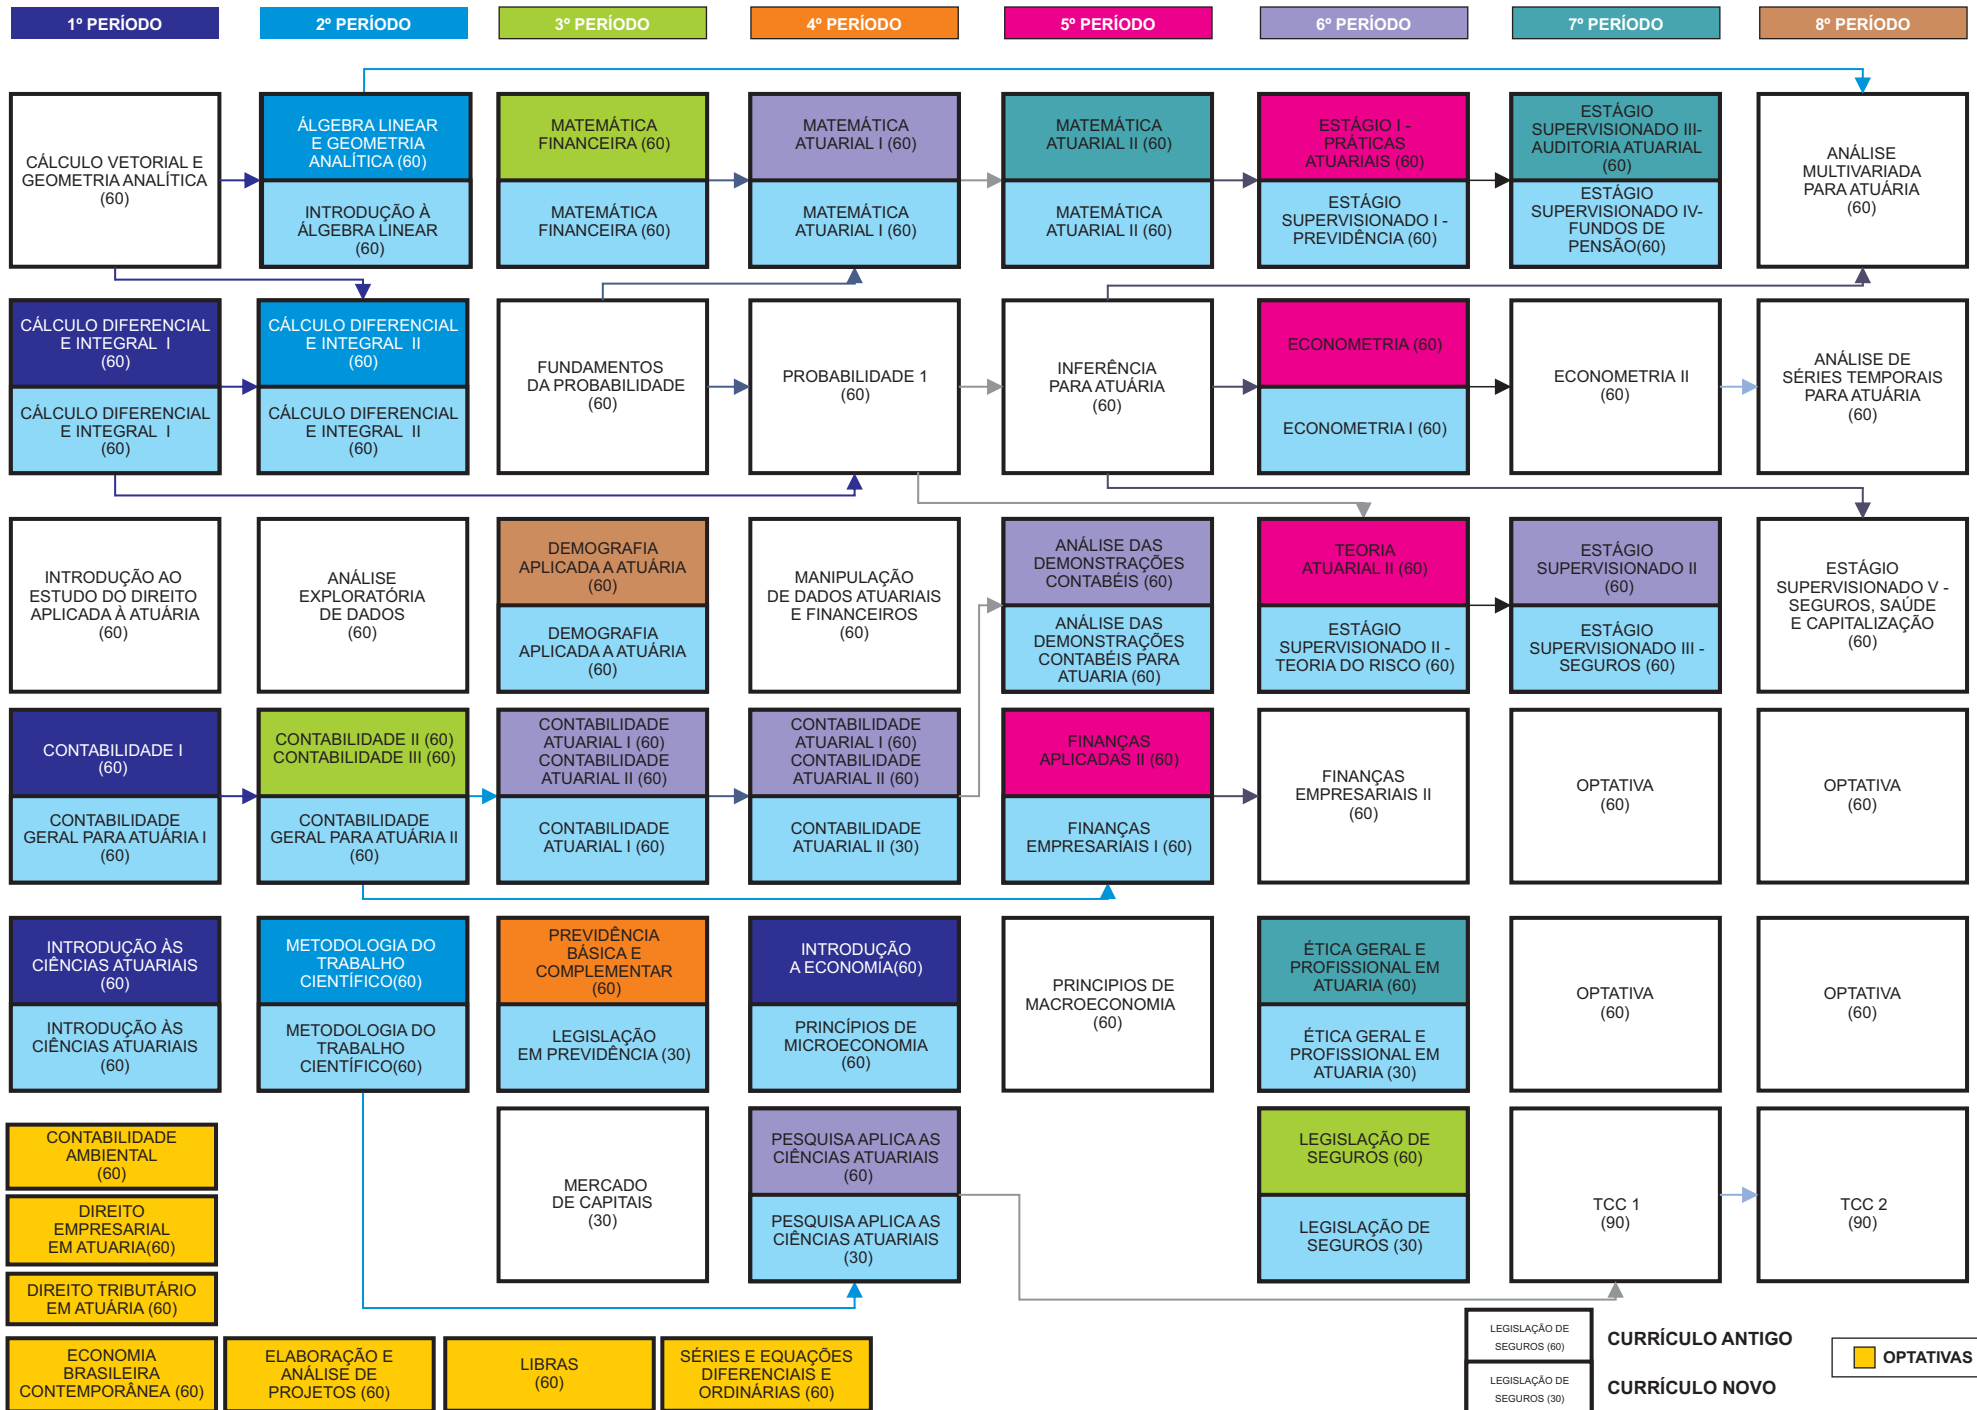 1º PERÍODO
2º PERÍODO
3º PERÍODO
4º PERÍODO
5º PERÍODO
6º PERÍODO
7º PERÍODO
8º PERÍODO
CÁLCULO VETORIAL E
GEOMETRIA ANALÍTICA
(60)
ÁLGEBRA LINEAR
E GEOMETRIA
ANALÍTICA (60)
INTRODUÇÃO À
ÁLGEBRA LINEAR
(60)
MATEMÁTICA
FINANCEIRA (60)
MATEMÁTICA
FINANCEIRA (60)
MATEMÁTICA
ATUARIAL I (60)
MATEMÁTICA
ATUARIAL I (60)
MATEMÁTICA
ATUARIAL II (60)
MATEMÁTICA
ATUARIAL II (60)
ESTÁGIO I -
PRÁTICAS
ATUARIAIS (60)
ESTÁGIO
SUPERVISIONADO I -
PREVIDÊNCIA (60)
ESTÁGIO
SUPERVISIONADO III-
AUDITORIA ATUARIAL
(60)
ESTÁGIO
SUPERVISIONADO IV-
FUNDOS DE
PENSÃO(60)
ANÁLISE
MULTIVARIADA
PARA ATUÁRIA
(60)
CÁLCULO DIFERENCIAL
E INTEGRAL I
(60)
CÁLCULO DIFERENCIAL
E INTEGRAL I
(60)
CÁLCULO DIFERENCIAL
E INTEGRAL II
(60)
CÁLCULO DIFERENCIAL
E INTEGRAL II
(60)
FUNDAMENTOS
DA PROBABILIDADE
(60)
PROBABILIDADE 1
(60)
INFERÊNCIA
PARA ATUÁRIA
(60)
ECONOMETRIA (60)
ECONOMETRIA I (60)
ECONOMETRIA II
(60)
ANÁLISE DE
SÉRIES TEMPORAIS
PARA ATUÁRIA
(60)
INTRODUÇÃO AO
ESTUDO DO DIREITO
APLICADA À ATUÁRIA
(60)
ANÁLISE
EXPLORATÓRIA
DE DADOS
(60)
DEMOGRAFIA
APLICADA A ATUÁRIA
(60)
DEMOGRAFIA
APLICADA A ATUÁRIA
(60)
MANIPULAÇÃO
DE DADOS ATUARIAIS
E FINANCEIROS
(60)
ANÁLISE DAS
DEMONSTRAÇÕES
CONTABÉIS (60)
ANÁLISE DAS
DEMONSTRAÇÕES
CONTABÉIS PARA
ATUARIA (60)
TEORIA
ATUARIAL II (60)
ESTÁGIO
SUPERVISIONADO II -
TEORIA DO RISCO (60)
ESTÁGIO
SUPERVISIONADO II
(60)
ESTÁGIO
SUPERVISIONADO III -
SEGUROS (60)
ESTÁGIO
SUPERVISIONADO V -
SEGUROS, SAÚDE
E CAPITALIZAÇÃO
(60)
CONTABILIDADE I
(60)
CONTABILIDADE
GERAL PARA ATUÁRIA I
(60)
CONTABILIDADE II (60)
CONTABILIDADE III (60)
CONTABILIDADE
GERAL PARA ATUÁRIA II
(60)
CONTABILIDADE
ATUARIAL I (60)
CONTABILIDADE
ATUARIAL II (60)
CONTABILIDADE
ATUARIAL I (60)
CONTABILIDADE
ATUARIAL I (60)
CONTABILIDADE
ATUARIAL II (60)
CONTABILIDADE
ATUARIAL II (30)
FINANÇAS
APLICADAS II (60)
FINANÇAS
EMPRESARIAIS I (60)
FINANÇAS
EMPRESARIAIS II
(60)
OPTATIVA
(60)
OPTATIVA
(60)
INTRODUÇÃO ÀS
CIÊNCIAS ATUARIAIS
(60)
INTRODUÇÃO ÀS
CIÊNCIAS ATUARIAIS
(60)
METODOLOGIA DO
TRABALHO
CIENTÍFICO(60)
METODOLOGIA DO
TRABALHO
CIENTÍFICO(60)
PREVIDÊNCIA
BÁSICA E
COMPLEMENTAR
(60)
LEGISLAÇÃO
EM PREVIDÊNCIA (30)
INTRODUÇÃO
A ECONOMIA(60)
PRINCÍPIOS DE
MICROECONOMIA
(60)
PRINCIPIOS DE
MACROECONOMIA
(60)
ÉTICA GERAL E
PROFISSIONAL EM
ATUARIA (60)
ÉTICA GERAL E
PROFISSIONAL EM
ATUARIA (30)
OPTATIVA
(60)
OPTATIVA
(60)
CONTABILIDADE
AMBIENTAL
(60)
DIREITO
EMPRESARIAL
EM ATUARIA(60)
DIREITO TRIBUTÁRIO
EM ATUÁRIA (60)
MERCADO
DE CAPITAIS
(30)
PESQUISA APLICA AS
CIÊNCIAS ATUARIAIS
(60)
PESQUISA APLICA AS
CIÊNCIAS ATUARIAIS
(30)
LEGISLAÇÃO DE
SEGUROS (60)
LEGISLAÇÃO DE
SEGUROS (30)
TCC 1
(90)
TCC 2
(90)
ECONOMIA
BRASILEIRA
CONTEMPORÂNEA (60)
ELABORAÇÃO E
ANÁLISE DE
PROJETOS (60)
LIBRAS
(60)
SÉRIES E EQUAÇÕES
DIFERENCIAIS E
ORDINÁRIAS (60)
LEGISLAÇÃO DE
SEGUROS (60)
CURRÍCULO ANTIGO
LEGISLAÇÃO DE
SEGUROS (30)
CURRÍCULO NOVO
OPTATIVAS